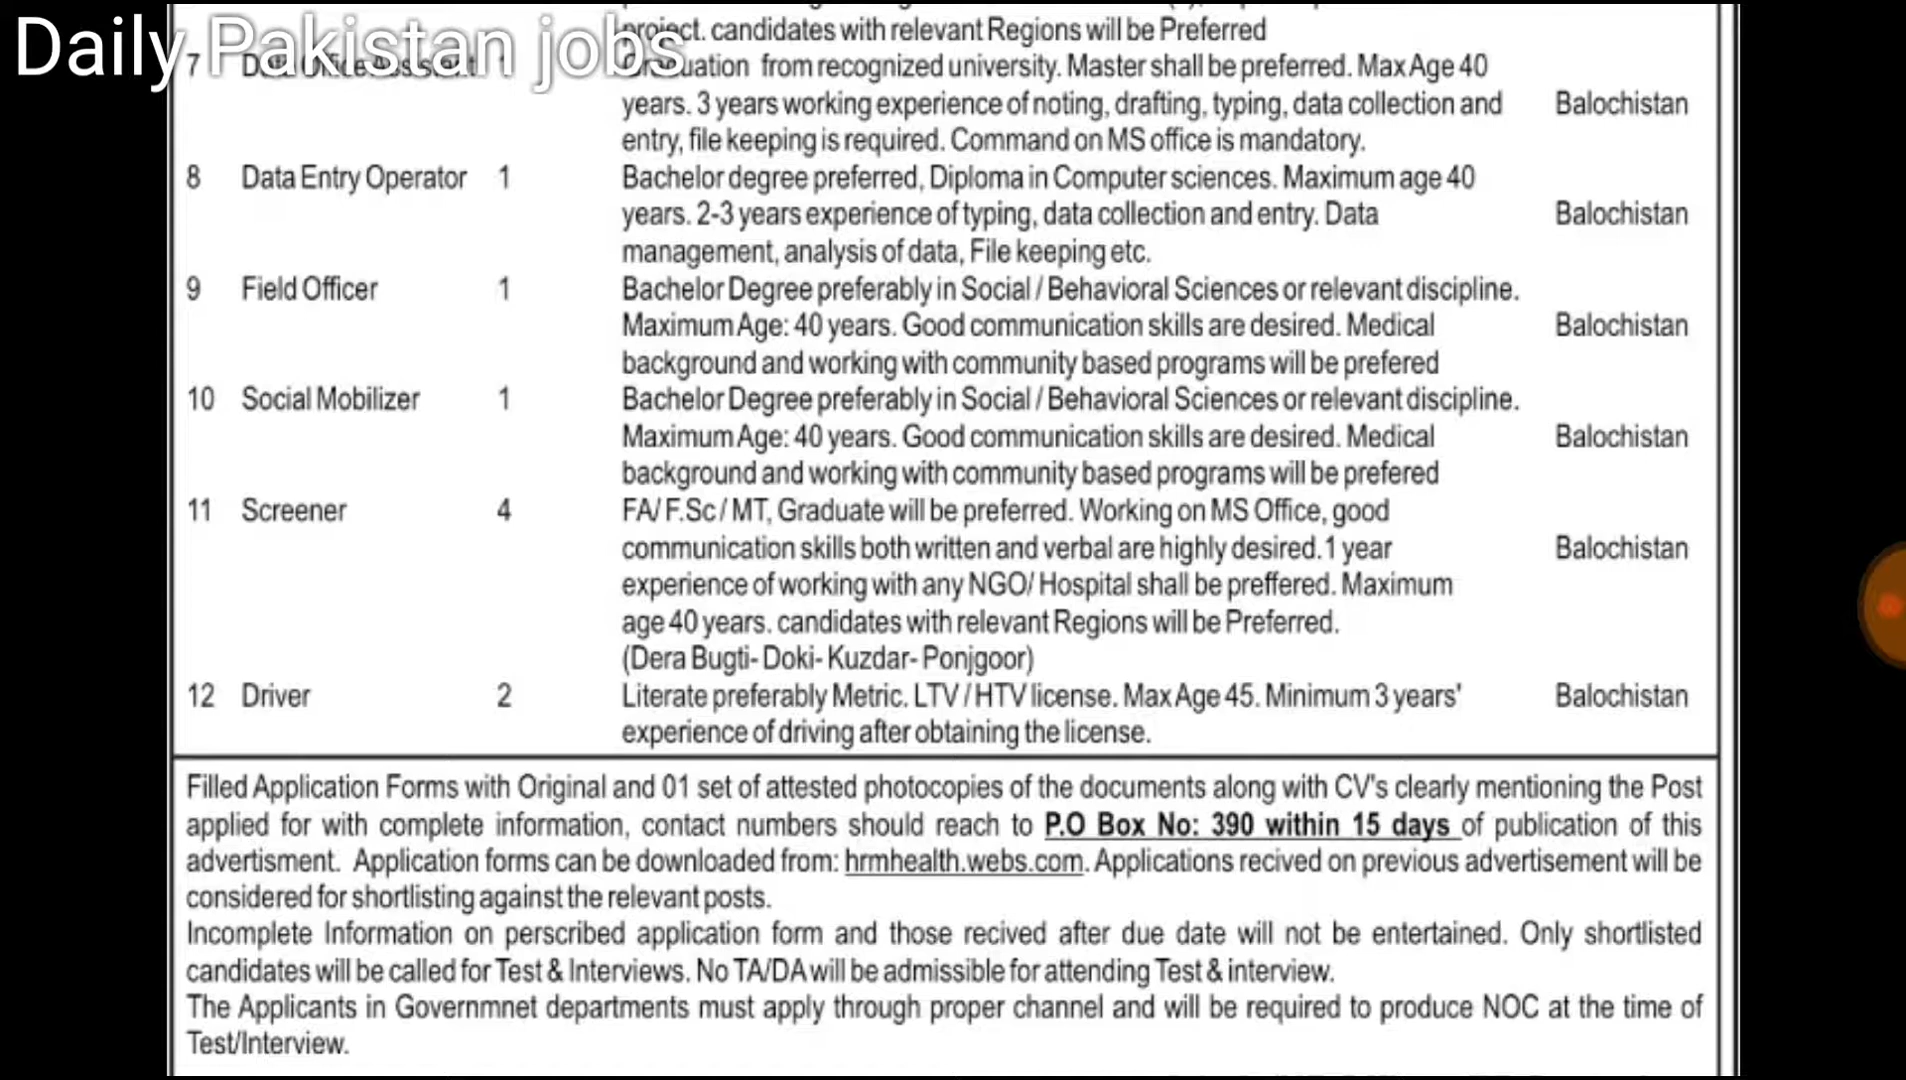 Daily Pakistan jobs
project. candidates with relevant Regions will be Preferred
7 Data/Office Assistant 1 Graduation from recognized university. Master shall be preferred. Max Age 40
years. 3 years working experience of noting, drafting, typing, data collection and Balochistan
entry, file keeping is required. Command on MS office is mandatory.
8 Data Entry Operator 1 Bachelor degree preferred, Diploma in Computer sciences. Maximum age 40
years. 2-3 years experience of typing, data collection and entry. Data Balochistan
management, analysis of data, File keeping etc.
9 Field Officer 1 Bachelor Degree preferably in Social / Behavioral Sciences or relevant discipline.
Maximum Age: 40 years. Good communication skills are desired. Medical Balochistan
background and working with community based programs will be prefered
10 Social Mobilizer 1 Bachelor Degree preferably in Social / Behavioral Sciences or relevant discipline.
Maximum Age: 40 years. Good communication skills are desired. Medical Balochistan
background and working with community based programs will be prefered
11 Screener 4 FA/ F.Sc / MT, Graduate will be preferred. Working on MS Office, good
communication skills both written and verbal are highly desired.1 year Balochistan
experience of working with any NGO/ Hospital shall be preffered. Maximum
age 40 years. candidates with relevant Regions will be Preferred.
(Dera Bugti- Doki- Kuzdar- Ponjgoor)
12 Driver 2 Literate preferably Metric. LTV / HTV license. Max Age 45. Minimum 3 years' Balochistan
experience of driving after obtaining the license.
Filled Application Forms with Original and 01 set of attested photocopies of the documents along with CV's clearly mentioning the Post
applied for with complete information, contact numbers should reach to P.O Box No: 390 within 15 days of publication of this
advertisment. Application forms can be downloaded from: hrmhealth.webs.com. Applications recived on previous advertisement will be
considered for shortlisting against the relevant posts.
Incomplete Information on perscribed application form and those recived after due date will not be entertained. Only shortlisted
candidates will be called for Test & Interviews. No TA/DA will be admissible for attending Test & interview.
The Applicants in Governmnet departments must apply through proper channel and will be required to produce NOC at the time of
Test/Interview.